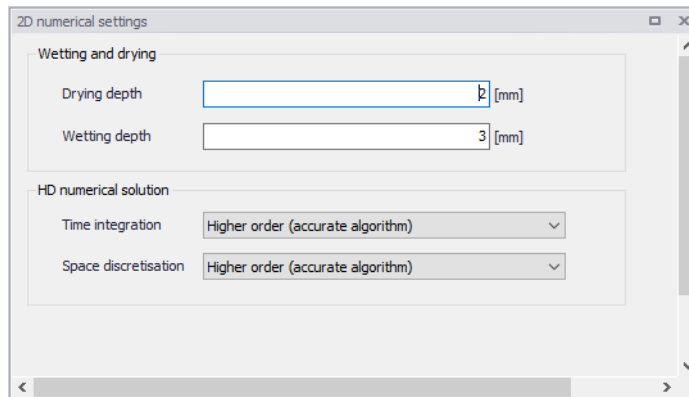 2D numerical settings
Wetting and drying
Drying depth 2 [mm]
Wetting depth 3 [mm]
HD numerical solution
Time integration Higher order (accurate algorithm)
Space discretisation Higher order (accurate algorithm)